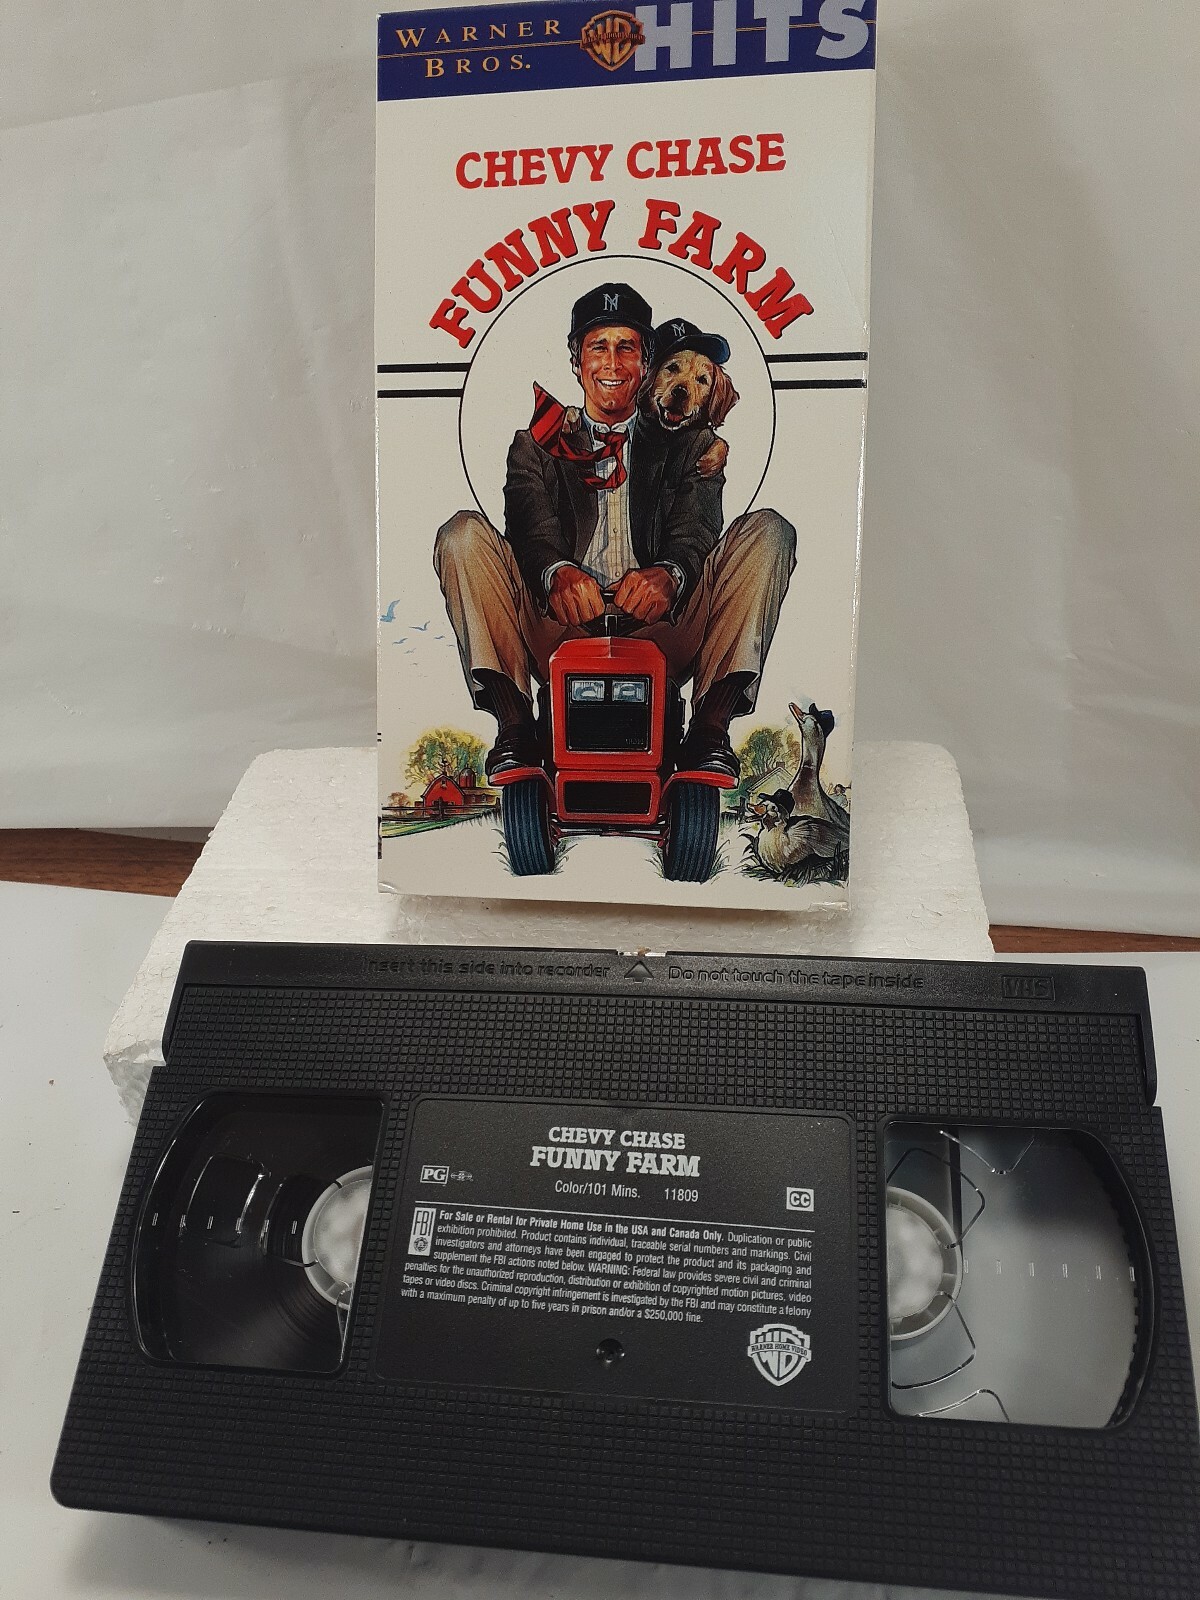 WARNER
BROS.
HITS
CHEVY CHASE
FUNNY FARM
Insert this side into recorder Do not touch the tape inside
VHS
CHEVY CHASE
FUNNY FARM
PG
Color/101 Mins. 11809
CC
FBI
For Sale or Rental for Private Home Use in the USA and Canada Only. Duplication or public
exhibition prohibited. Product contains individual, traceable serial numbers and markings. Civil
investigators and attorneys have been engaged to protect the product and its packaging and
supplement the FBI actions noted below. WARNING: Federal law provides severe civil and criminal
penalties for the unauthorized reproduction, distribution or exhibition of copyrighted motion pictures, video
tapes or video discs. Criminal copyright infringement is investigated by the FBI and may constitute a felony
with a maximum penalty of up to five years in prison and/or a $250,000 fine.
WARNER HOME VIDEO